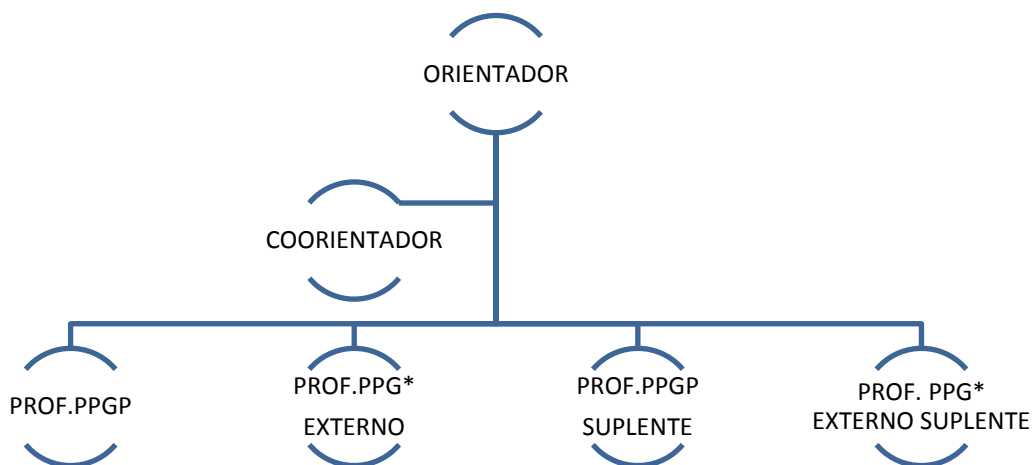 ORIENTADOR
COORIENTADOR
PROF.PPGP
PROF.PPG*
EXTERNO
PROF.PPGP
SUPLENTE
PROF. PPG*
EXTERNO SUPLENTE